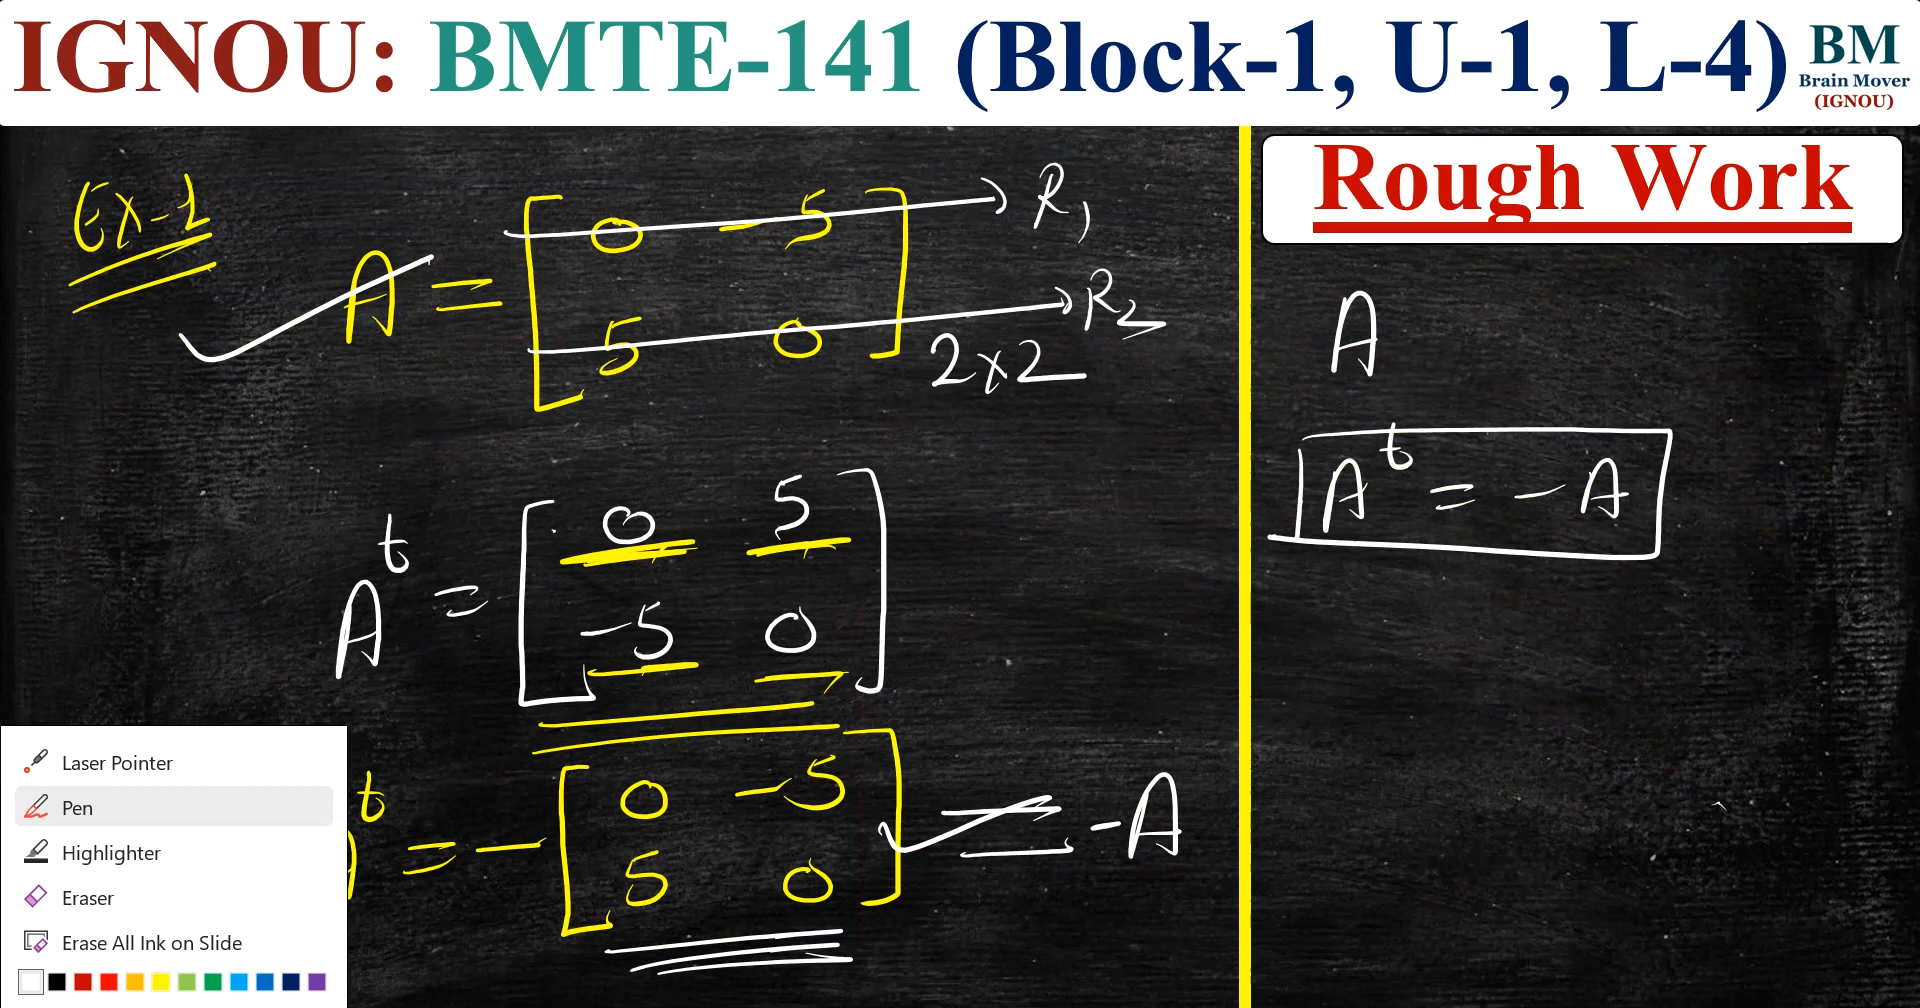 IGNOU: BMTE-141 (Block-1, U-1, L-4)
BM
Brain Mover
(IGNOU)
Rough Work
Ex-1
A = [ 0 -5 → R1
5 0 ] → R2
2×2
A^t = [ 0 5
-5 0 ]
A^t = - [ 0 -5
5 0 ] = -A
A
A^t = -A
Laser Pointer
Pen
Highlighter
Eraser
Erase All Ink on Slide